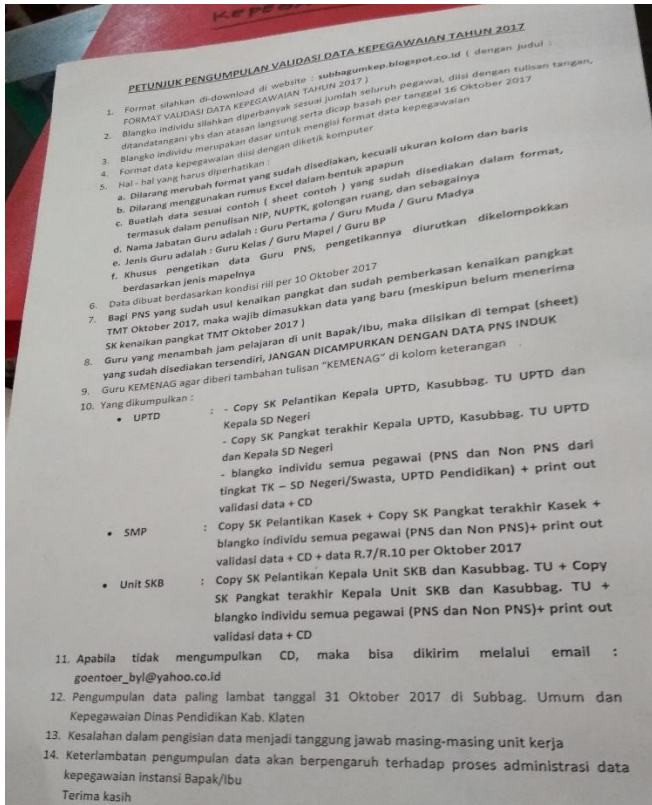 KEPEGA
PETUNJUK PENGUMPULAN VALIDASI DATA KEPEGAWAIAN TAHUN 2017
1. Format silahkan di-download di website : subbagumkep.blogspot.co.id ( dengan judul :
FORMAT VALIDASI DATA KEPEGAWAIAN TAHUN 2017 )
2. Blangko individu silahkan diperbanyak sesuai jumlah seluruh pegawai, diisi dengan tulisan tangan,
ditandatangani ybs dan atasan langsung serta dicap basah per tanggal 16 Oktober 2017
3. Blangko individu merupakan dasar untuk mengisi format data kepegawaian
4. Format data kepegawaian diisi dengan diketik komputer
5. Hal - hal yang harus diperhatikan :
a. Dilarang merubah format yang sudah disediakan, kecuali ukuran kolom dan baris
b. Dilarang menggunakan rumus Excel dalam bentuk apapun
c. Buatlah data sesuai contoh ( sheet contoh ) yang sudah disediakan dalam format,
termasuk dalam penulisan NIP, NUPTK, golongan ruang, dan sebagainya
d. Nama Jabatan Guru adalah : Guru Pertama / Guru Muda / Guru Madya
e. Jenis Guru adalah : Guru Kelas / Guru Mapel / Guru BP
f. Khusus pengetikan data Guru PNS, pengetikannya diurutkan dikelompokkan
berdasarkan jenis mapelnya
6. Data dibuat berdasarkan kondisi riil per 10 Oktober 2017
7. Bagi PNS yang sudah usul kenaikan pangkat dan sudah pemberkasan kenaikan pangkat
TMT Oktober 2017, maka wajib dimasukkan data yang baru (meskipun belum menerima
SK kenaikan pangkat TMT Oktober 2017 )
8. Guru yang menambah jam pelajaran di unit Bapak/Ibu, maka diisikan di tempat (sheet)
yang sudah disediakan tersendiri, JANGAN DICAMPURKAN DENGAN DATA PNS INDUK
9. Guru KEMENAG agar diberi tambahan tulisan "KEMENAG" di kolom keterangan
10. Yang dikumpulkan :
• UPTD : - Copy SK Pelantikan Kepala UPTD, Kasubbag. TU UPTD dan
Kepala SD Negeri
- Copy SK Pangkat terakhir Kepala UPTD, Kasubbag. TU UPTD
dan Kepala SD Negeri
- blangko individu semua pegawai (PNS dan Non PNS dari
tingkat TK – SD Negeri/Swasta, UPTD Pendidikan) + print out
validasi data + CD
• SMP : Copy SK Pelantikan Kasek + Copy SK Pangkat terakhir Kasek +
blangko individu semua pegawai (PNS dan Non PNS)+ print out
validasi data + CD + data R.7/R.10 per Oktober 2017
• Unit SKB : Copy SK Pelantikan Kepala Unit SKB dan Kasubbag. TU + Copy
SK Pangkat terakhir Kepala Unit SKB dan Kasubbag. TU +
blangko individu semua pegawai (PNS dan Non PNS)+ print out
validasi data + CD
11. Apabila tidak mengumpulkan CD, maka bisa dikirim melalui email :
goentoer_byl@yahoo.co.id
12. Pengumpulan data paling lambat tanggal 31 Oktober 2017 di Subbag. Umum dan
Kepegawaian Dinas Pendidikan Kab. Klaten
13. Kesalahan dalam pengisian data menjadi tanggung jawab masing-masing unit kerja
14. Keterlambatan pengumpulan data akan berpengaruh terhadap proses administrasi data
kepegawaian instansi Bapak/Ibu
Terima kasih